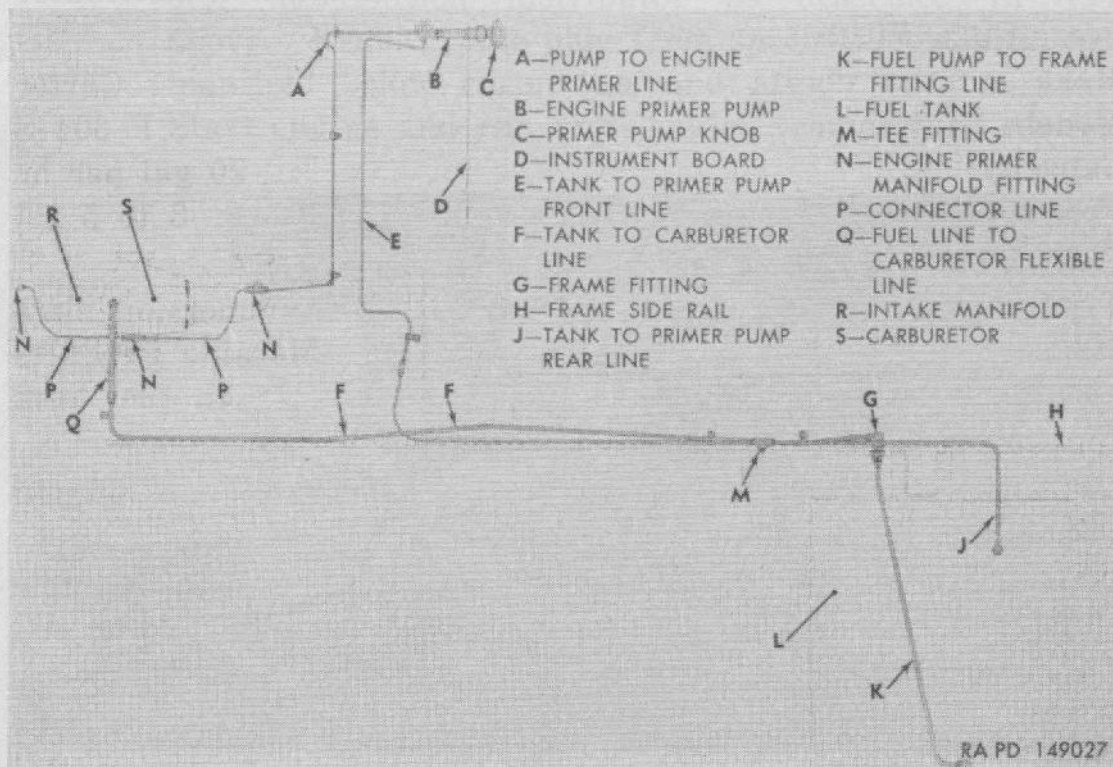 A—PUMP TO ENGINE
PRIMER LINE
B—ENGINE PRIMER PUMP
C—PRIMER PUMP KNOB
D—INSTRUMENT BOARD
E—TANK TO PRIMER PUMP
FRONT LINE
F—TANK TO CARBURETOR
LINE
G—FRAME FITTING
H—FRAME SIDE RAIL
J—TANK TO PRIMER PUMP
REAR LINE
K—FUEL PUMP TO FRAME
FITTING LINE
L—FUEL TANK
M—TEE FITTING
N—ENGINE PRIMER
MANIFOLD FITTING
P—CONNECTOR LINE
Q—FUEL LINE TO
CARBURETOR FLEXIBLE
LINE
R—INTAKE MANIFOLD
S—CARBURETOR
A
B
C
D
R
S
E
N
N
N
P
P
Q
F
F
G
H
M
J
L
K
RA PD 149027